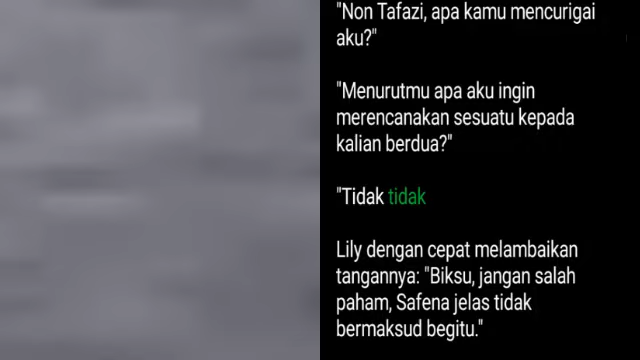 "Non Tafazi, apa kamu mencurigai
aku?"
"Menurutmu apa aku ingin
merencanakan sesuatu kepada
kalian berdua?"
"Tidak tidak
Lily dengan cepat melambaikan
tangannya: "Biksu, jangan salah
paham, Safena jelas tidak
bermaksud begitu."